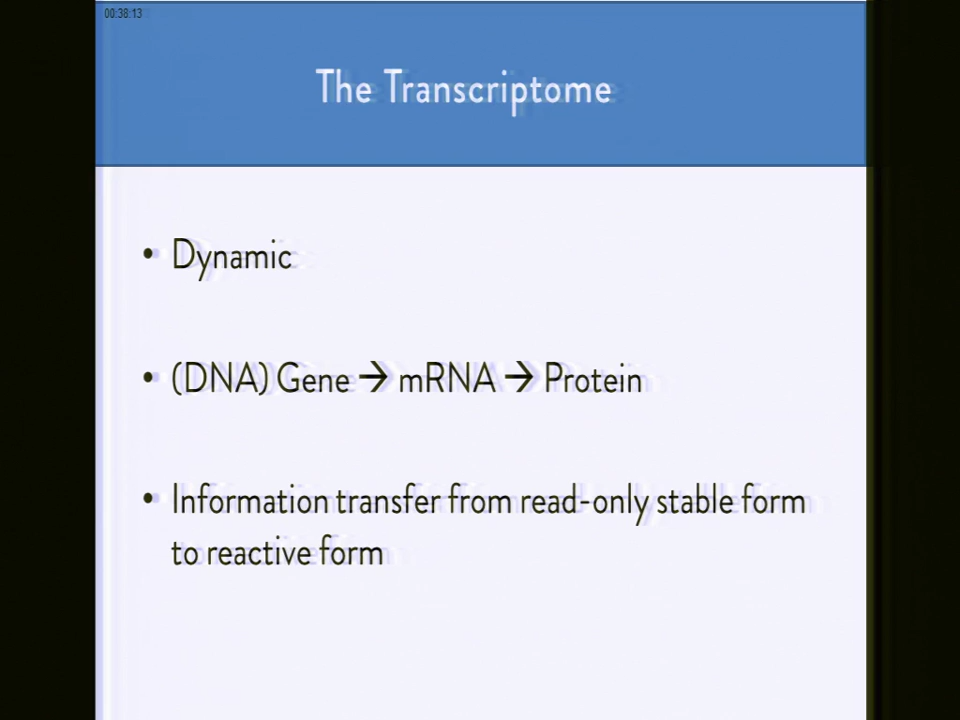 00:38:13
The Transcriptome
• Dynamic
• (DNA) Gene → mRNA → Protein
• Information transfer from read-only stable form
to reactive form